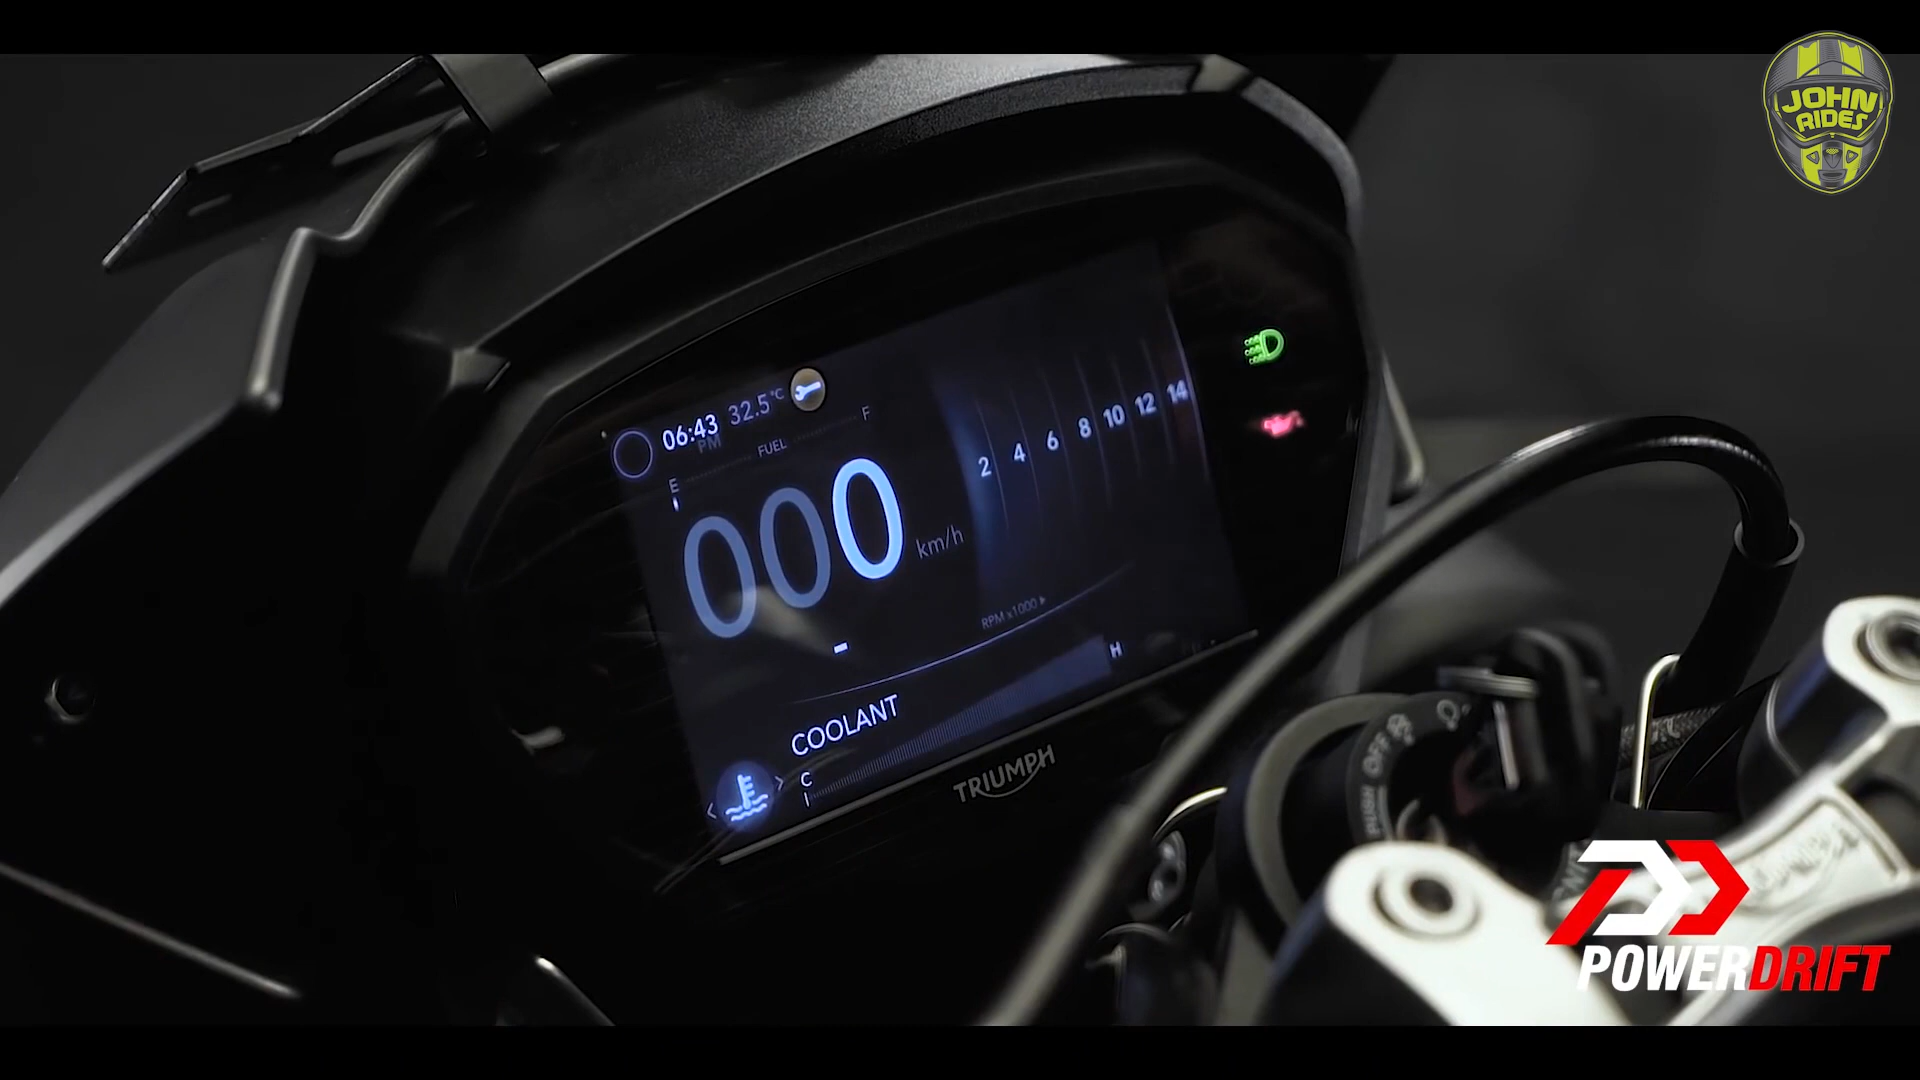 JOHN
RIDES
06:43 32.5°C
PM
FUEL
E
F
000 km/h
2 4 6 8 10 12 14
RPM x1000
-
COOLANT
C
H
TRIUMPH
OFF
PUSH
POWERDRIFT